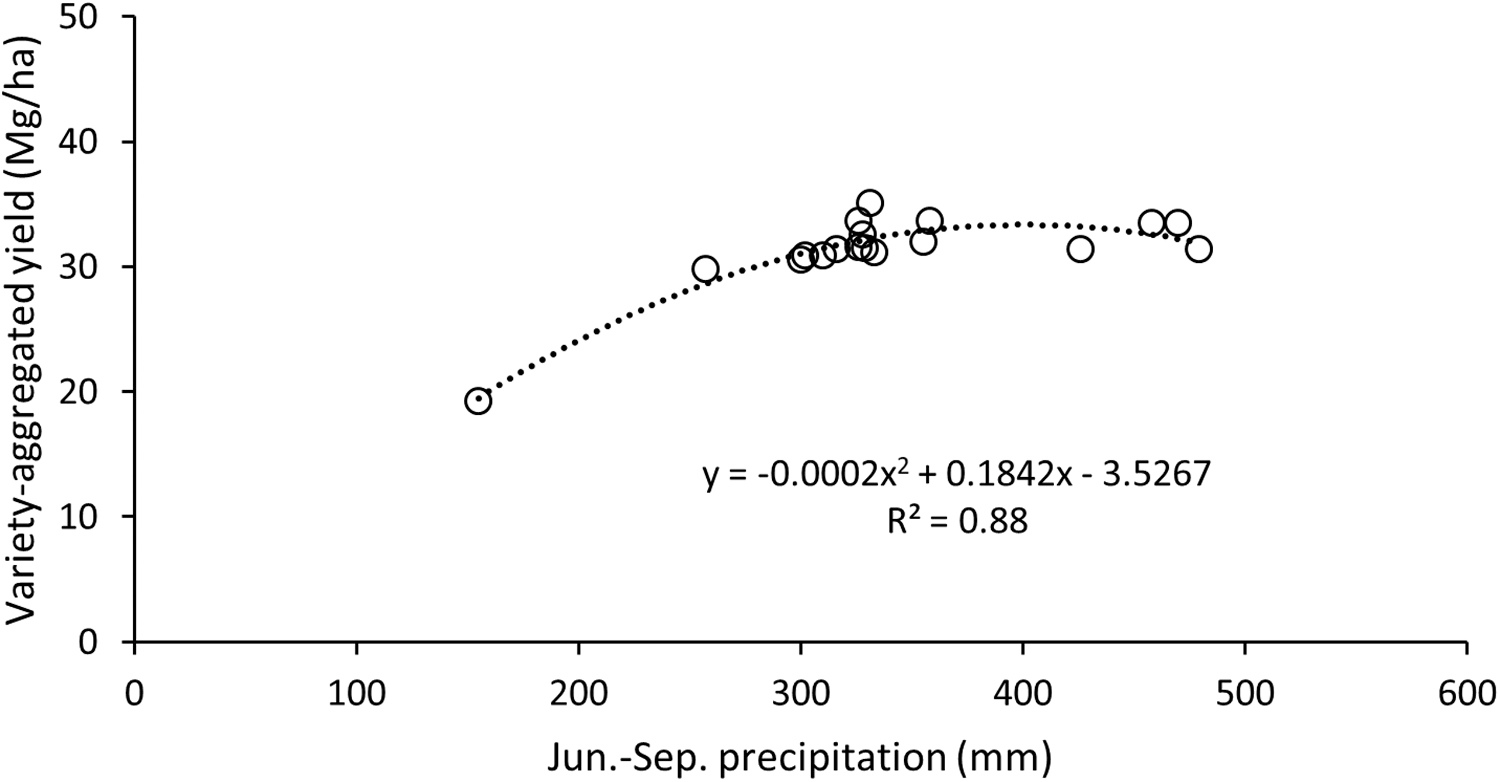 Variety-aggregated yield (Mg/ha)
50
40
30
20
10
0
y = -0.0002x² + 0.1842x - 3.5267
R² = 0.88
0 100 200 300 400 500 600
Jun.-Sep. precipitation (mm)